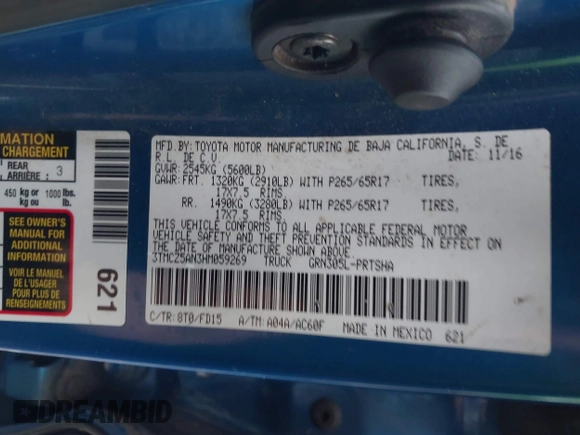 MATION
CHARGEMENT
REAR
ARRIÈRE 3
450 kg or 1000 lbs.
kg ou lb
SEE OWNER'S
MANUAL FOR
ADDITIONAL
INFORMATION
VOIR LE MANUEL
DE L'USAGER
POUR PLUS DE
RENSEIGNEMENTS
621
MFD.BY:TOYOTA MOTOR MANUFACTURING DE BAJA CALIFORNIA, S. DE
R.L. DE C.V. DATE: 11/16
GVWR:2545KG (5600LB)
GAWR:FRT. 1320KG (2910LB) WITH P265/65R17 TIRES,
17X7.5 RIMS
RR. 1490KG (3280LB) WITH P265/65R17 TIRES,
17X7.5 RIMS
THIS VEHICLE CONFORMS TO ALL APPLICABLE FEDERAL MOTOR
VEHICLE SAFETY AND THEFT PREVENTION STANDARDS IN EFFECT ON
THE DATE OF MANUFACTURE SHOWN ABOVE.
3TMCZ5AN3HM059269 TRUCK GRN305L-PRTSHA
C/TR:8T0/FD15 A/TM:A04A/AC60F MADE IN MEXICO 621
DREAMBID